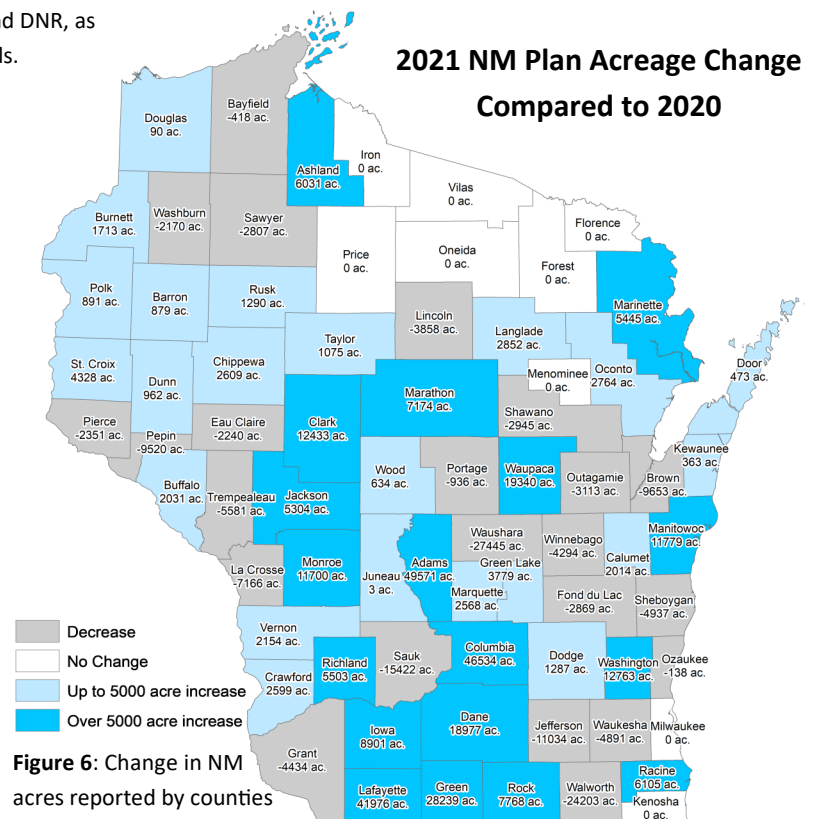 nd DNR, as
ds.
2021 NM Plan Acreage Change
Compared to 2020
Douglas
90 ac.
Bayfield
-418 ac.
Ashland
6031 ac.
Iron
0 ac.
Vilas
0 ac.
Florence
0 ac.
Burnett
1713 ac.
Washburn
-2170 ac.
Sawyer
-2807 ac.
Price
0 ac.
Oneida
0 ac.
Forest
0 ac.
Marinette
5445 ac.
Polk
891 ac.
Barron
879 ac.
Rusk
1290 ac.
Lincoln
-3858 ac.
Langlade
2852 ac.
Taylor
1075 ac.
Menominee
0 ac.
Oconto
2764 ac.
Door
473 ac.
St. Croix
4328 ac.
Dunn
962 ac.
Chippewa
2609 ac.
Clark
12433 ac.
Marathon
7174 ac.
Shawano
-2945 ac.
Pierce
-2351 ac.
Pepin
-9520 ac.
Eau Claire
-2240 ac.
Kewaunee
363 ac.
Buffalo
2031 ac.
Trempealeau
-5581 ac.
Jackson
5304 ac.
Wood
634 ac.
Portage
-936 ac.
Waupaca
19340 ac.
Outagamie
-3113 ac.
Brown
-9653 ac.
Manitowoc
11779 ac.
La Crosse
-7166 ac.
Monroe
11700 ac.
Juneau
3 ac.
Adams
49571 ac.
Waushara
-27445 ac.
Green Lake
3779 ac.
Marquette
2568 ac.
Winnebago
-4294 ac.
Calumet
2014 ac.
Fond du Lac
-2869 ac.
Sheboygan
-4937 ac.
Vernon
2154 ac.
Crawford
2599 ac.
Richland
5503 ac.
Sauk
-15422 ac.
Columbia
46534 ac.
Dodge
1287 ac.
Washington
12763 ac.
Ozaukee
-138 ac.
Grant
-4434 ac.
Iowa
8901 ac.
Dane
18977 ac.
Jefferson
-11034 ac.
Waukesha
-4891 ac.
Milwaukee
0 ac.
Lafayette
41976 ac.
Green
28239 ac.
Rock
7768 ac.
Walworth
-24203 ac.
Racine
6105 ac.
Kenosha
0 ac.
Decrease
No Change
Up to 5000 acre increase
Over 5000 acre increase
Figure 6: Change in NM
acres reported by counties